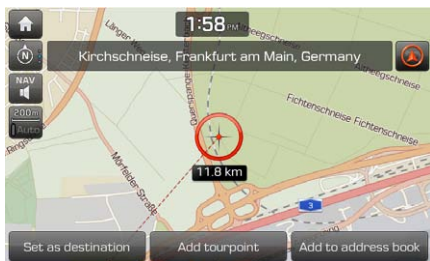 1:58 PM
Kirchschneise, Frankfurt am Main, Germany
N
NAV
200m
Auto
Fichtenschneise Fichtenschneise
Mörfelder Straße
11.8 km
3
Set as destination
Add tourpoint
Add to address book